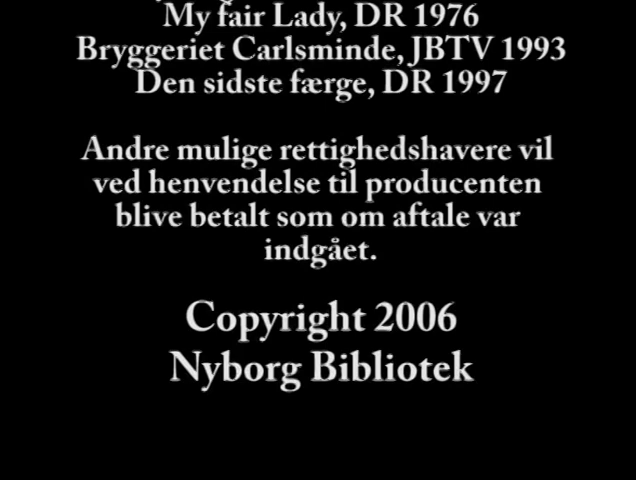 My fair Lady, DR 1976
Bryggeriet Carlsminde, JBTV 1993
Den sidste færge, DR 1997
Andre mulige rettighedshavere vil
ved henvendelse til producenten
blive betalt som om aftale var
indgået.
Copyright 2006
Nyborg Bibliotek